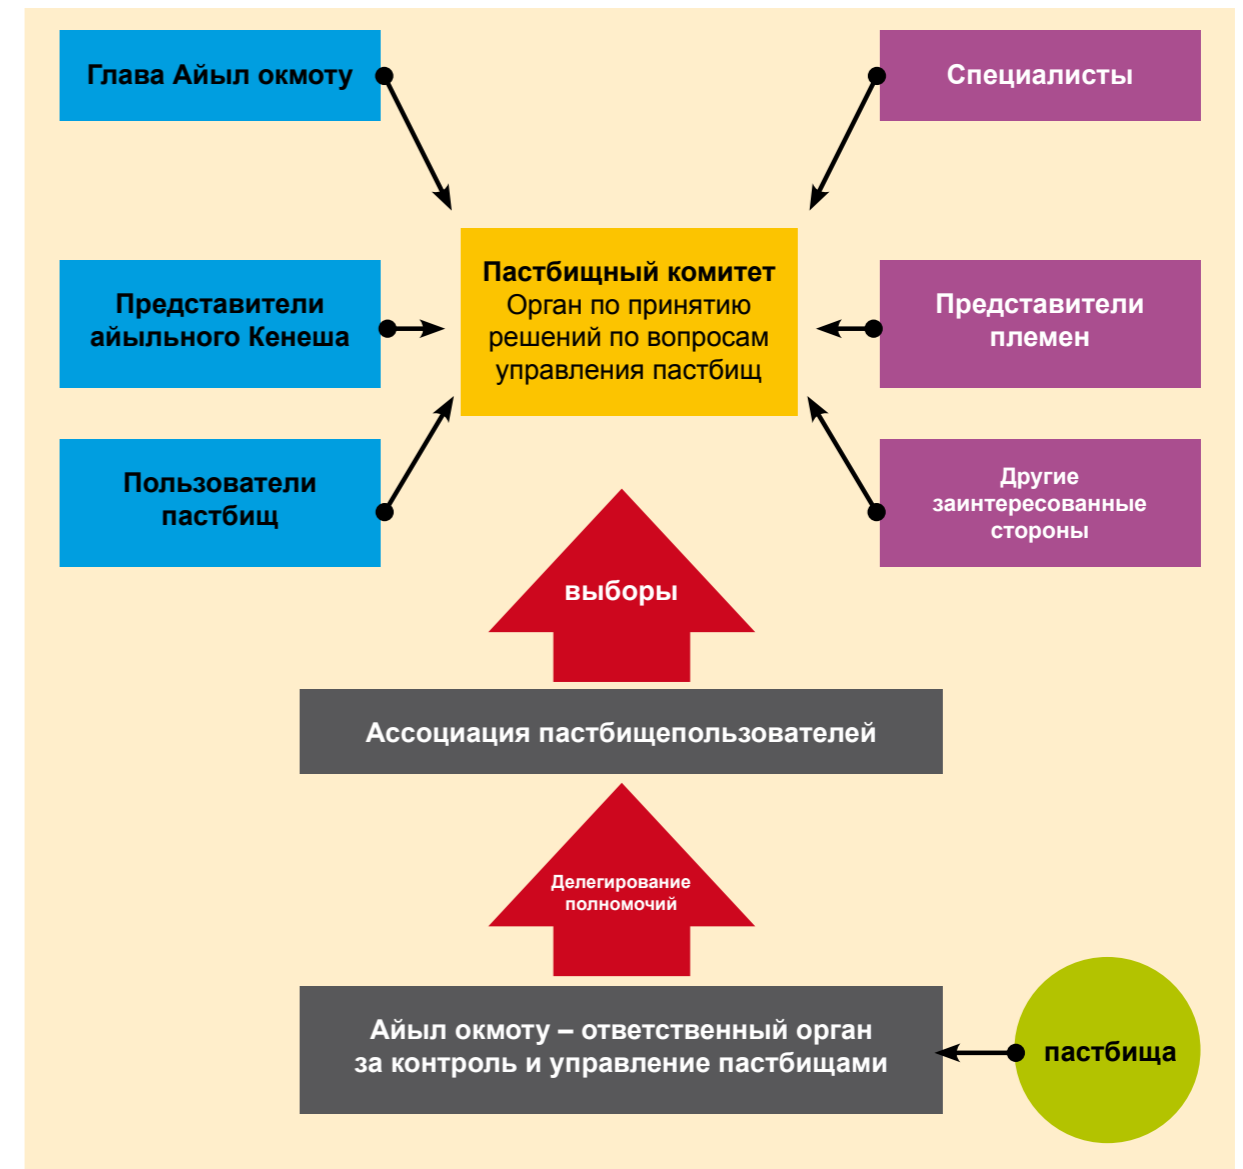 Глава Айыл окмоту
Специалисты
Представители
айыльного Кенеша
Пастбищный комитет
Орган по принятию
решений по вопросам
управления пастбищ
Представители
племен
Пользователи
пастбищ
Другие
заинтересованные
стороны
выборы
Ассоциация пастбищепользователей
Делегирование
полномочий
Айыл окмоту – ответственный орган
за контроль и управление пастбищами
пастбища